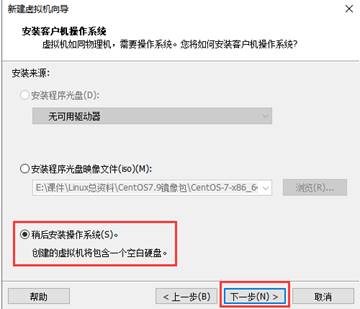 新建虚拟机向导
安装客户机操作系统
虚拟机如同物理机，需要操作系统。您将如何安装客户机操作系统?
安装来源:
安装程序光盘(D):
无可用驱动器
安装程序光盘映像文件(iso)(M):
E:\课件\Linux总资料\CentOS7.9镜像包\CentOS-7-x86_6
浏览(R)...
稍后安装操作系统(S)。
创建的虚拟机将包含一个空白硬盘。
帮助
< 上一步(B)
下一步(N) >
取消